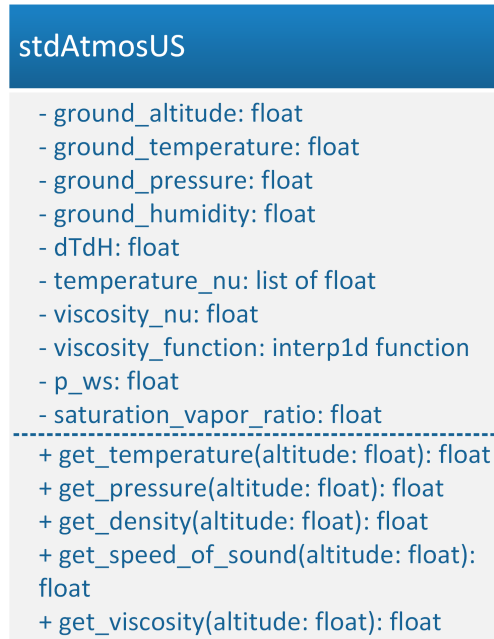 stdAtmosUS
- ground_altitude: float
- ground_temperature: float
- ground_pressure: float
- ground_humidity: float
- dTdH: float
- temperature_nu: list of float
- viscosity_nu: float
- viscosity_function: interp1d function
- p_ws: float
- saturation_vapor_ratio: float
+ get_temperature(altitude: float): float
+ get_pressure(altitude: float): float
+ get_density(altitude: float): float
+ get_speed_of_sound(altitude: float):
float
+ get_viscosity(altitude: float): float